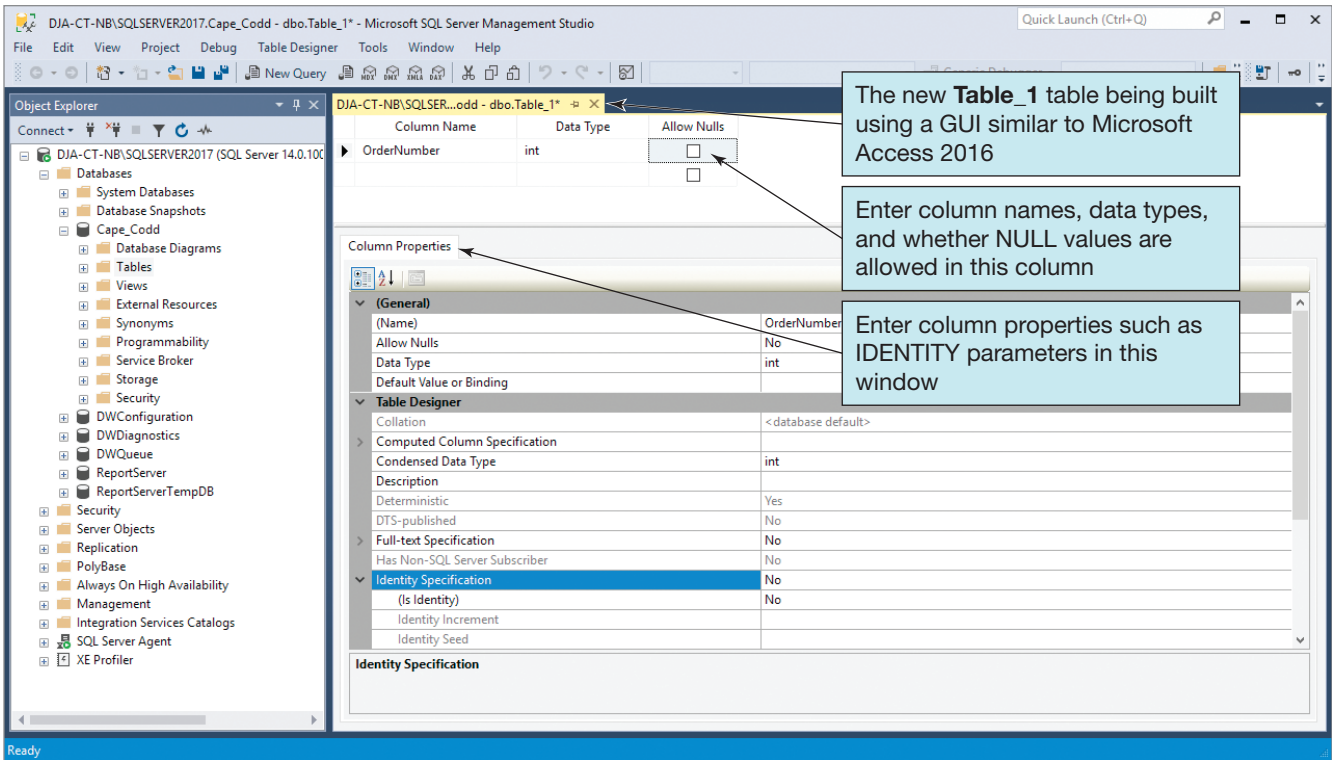 DJA-CT-NB\SQLSERVER2017.Cape_Codd - dbo.Table_1* - Microsoft SQL Server Management Studio
Quick Launch (Ctrl+Q)
File Edit View Project Debug Table Designer Tools Window Help
New Query
Object Explorer
Connect
DJA-CT-NB\SQLSERVER2017 (SQL Server 14.0.100
Databases
System Databases
Database Snapshots
Cape_Codd
Database Diagrams
Tables
Views
External Resources
Synonyms
Programmability
Service Broker
Storage
Security
DWConfiguration
DWDiagnostics
DWQueue
ReportServer
ReportServerTempDB
Security
Server Objects
Replication
PolyBase
Always On High Availability
Management
Integration Services Catalogs
SQL Server Agent
XE Profiler
DJA-CT-NB\SQLSER...odd - dbo.Table_1*
Column Name Data Type Allow Nulls
OrderNumber int
The new Table_1 table being built
using a GUI similar to Microsoft
Access 2016
Enter column names, data types,
and whether NULL values are
allowed in this column
Enter column properties such as
IDENTITY parameters in this
window
Column Properties
(General)
(Name) OrderNumber
Allow Nulls No
Data Type int
Default Value or Binding
Table Designer
Collation <database default>
Computed Column Specification
Condensed Data Type int
Description
Deterministic Yes
DTS-published No
Full-text Specification No
Has Non-SQL Server Subscriber No
Identity Specification No
(Is Identity) No
Identity Increment
Identity Seed
Identity Specification
Ready